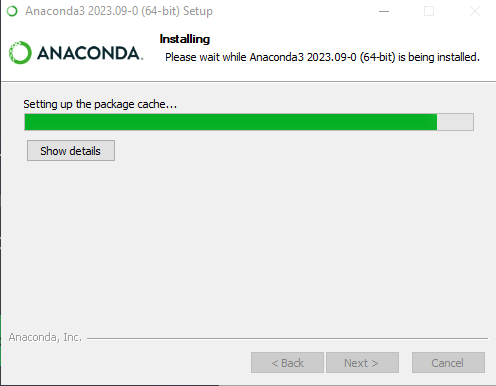 Anaconda3 2023.09-0 (64-bit) Setup
ANACONDA.
Installing
Please wait while Anaconda3 2023.09-0 (64-bit) is being installed.
Setting up the package cache...
Show details
Anaconda, Inc.
< Back
Next >
Cancel